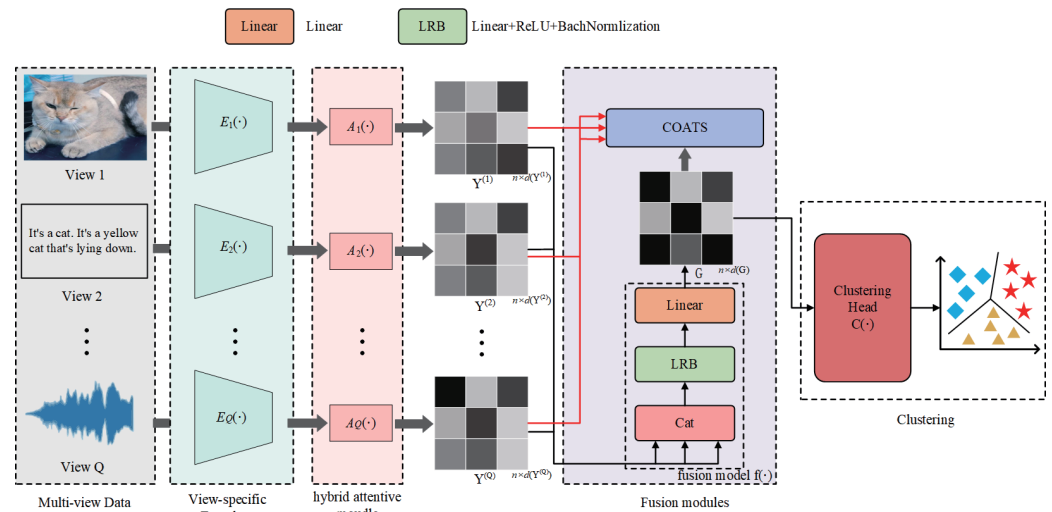 Linear
Linear
LRB
Linear+ReLU+BachNormlization
View 1
E₁(·)
A₁(·)
Y⁽¹⁾
n×d(Y⁽¹⁾)
COATS
It's a cat. It's a yellow
cat that's lying down.
View 2
E₂(·)
A₂(·)
Y⁽²⁾
n×d(Y⁽²⁾)
G
n×d(G)
Linear
LRB
Cat
fusion model f(·)
Clustering
Head
C(·)
Clustering
View Q
E_Q(·)
A_Q(·)
Y⁽Q⁾
n×d(Y⁽Q⁾)
Multi-view Data
View-specific
hybrid attentive
Fusion modules